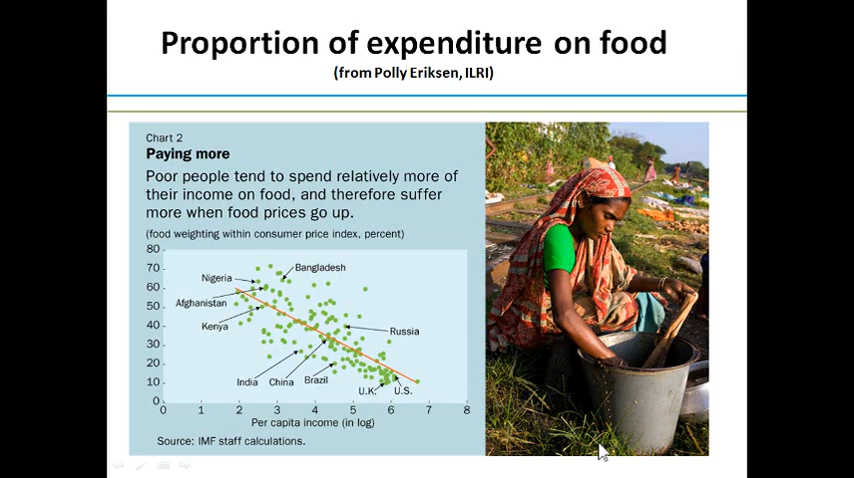 Proportion of expenditure on food
(from Polly Eriksen, ILRI)
Chart 2
Paying more
Poor people tend to spend relatively more of
their income on food, and therefore suffer
more when food prices go up.
(food weighting within consumer price index, percent)
80
70
60
50
40
30
20
10
0
Nigeria
Bangladesh
Afghanistan
Kenya
Russia
India
China
Brazil
U.K.
U.S.
0 1 2 3 4 5 6 7 8
Per capita income (in log)
Source: IMF staff calculations.